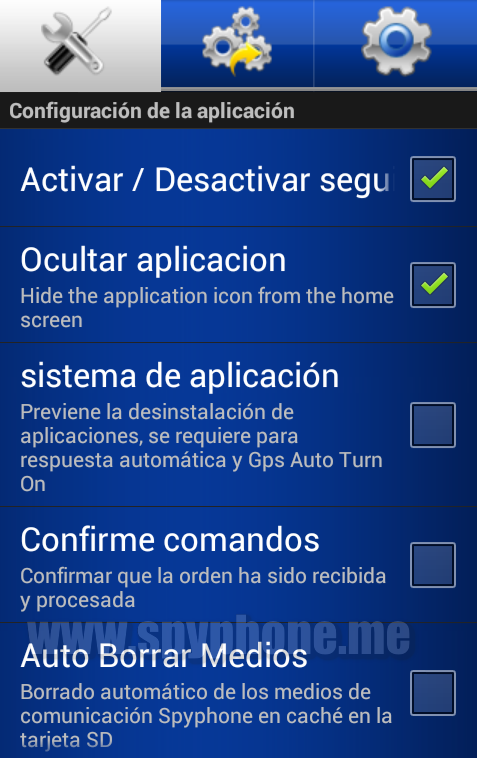 Configuración de la aplicación
Activar / Desactivar segui
Ocultar aplicacion
Hide the application icon from the home
screen
sistema de aplicación
Previene la desinstalación de
aplicaciones, se requiere para
respuesta automática y Gps Auto Turn
On
Confirme comandos
Confirmar que la orden ha sido recibida
y procesada
www.spyphone.me
Auto Borrar Medios
Borrado automático de los medios de
comunicación Spyphone en caché en la
tarjeta SD